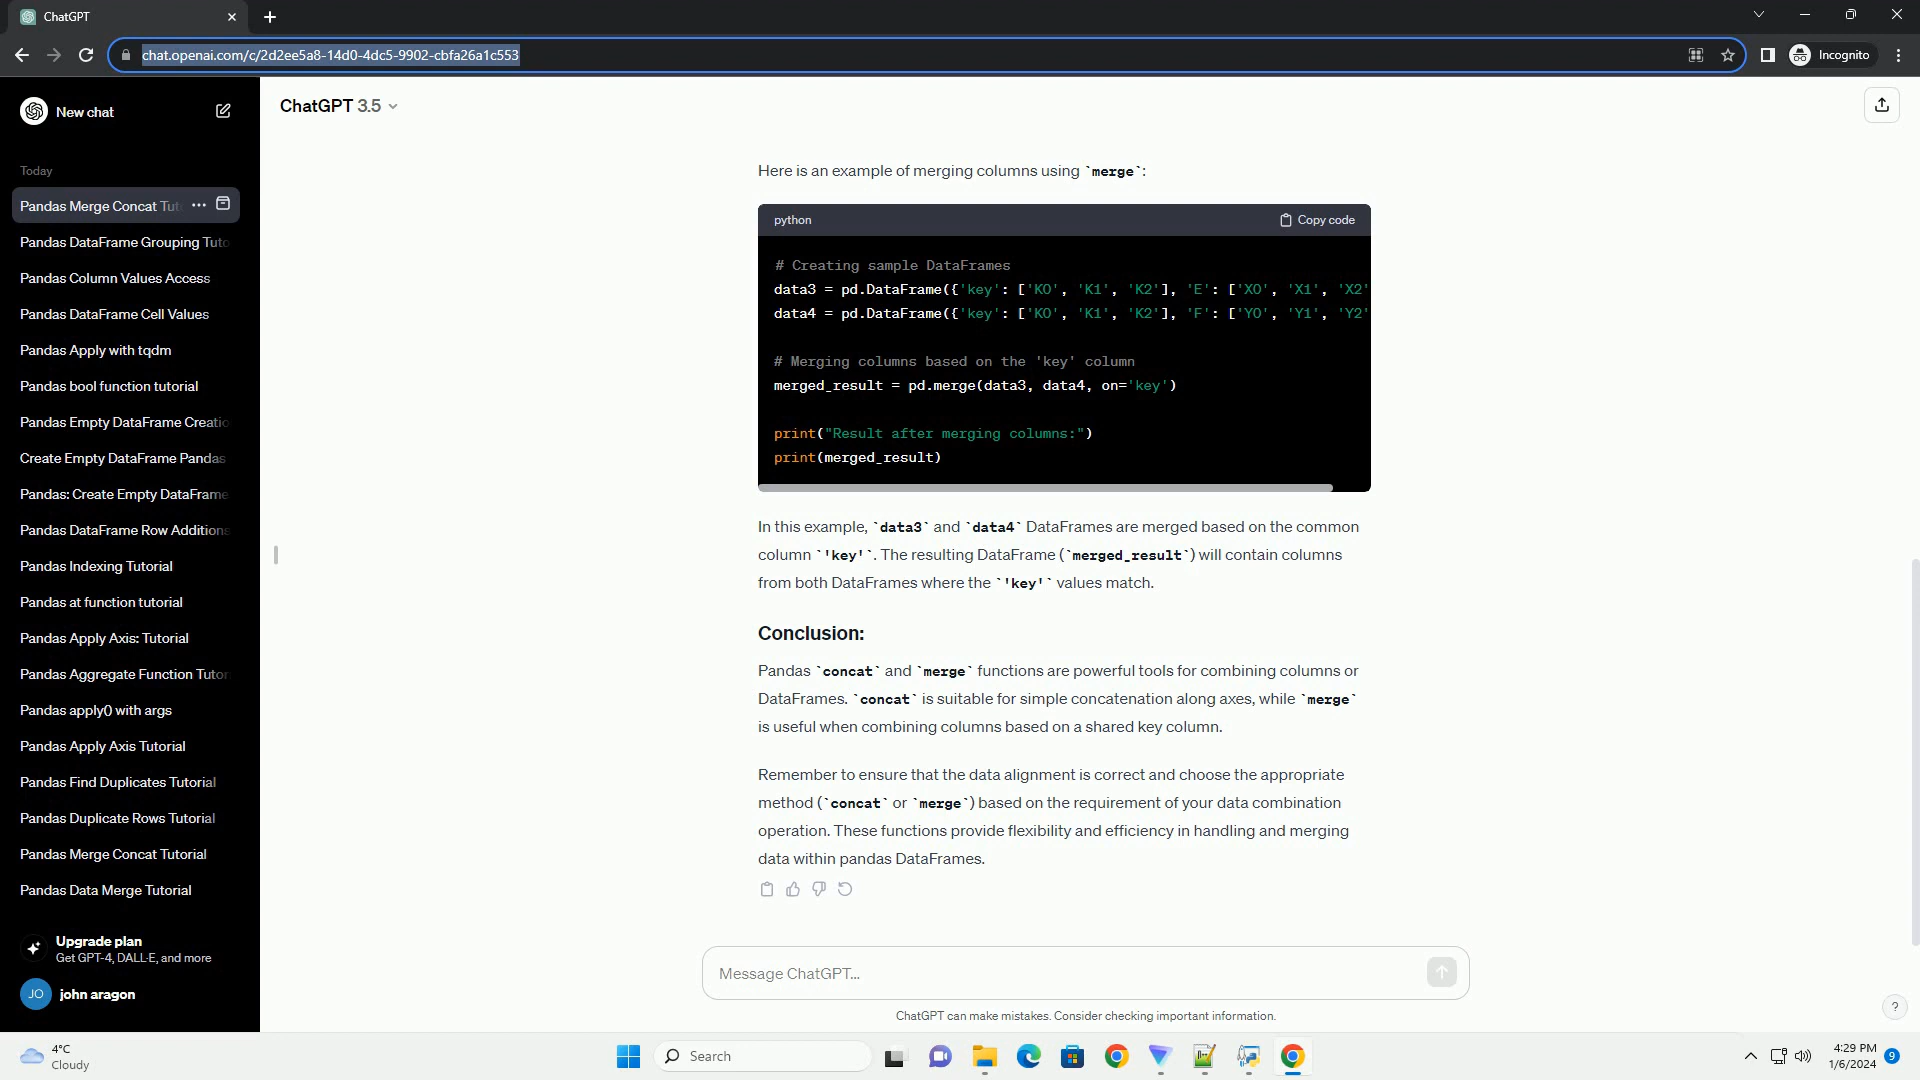 ChatGPT
chat.openai.com/c/2d2ee5a8-14d0-4dc5-9902-cbfa26a1c553
Incognito
New chat
Today
Pandas Merge Concat Tut
Pandas DataFrame Grouping Tuto
Pandas Column Values Access
Pandas DataFrame Cell Values
Pandas Apply with tqdm
Pandas bool function tutorial
Pandas Empty DataFrame Creatio
Create Empty DataFrame Pandas
Pandas: Create Empty DataFrame
Pandas DataFrame Row Additions
Pandas Indexing Tutorial
Pandas at function tutorial
Pandas Apply Axis: Tutorial
Pandas Aggregate Function Tutor
Pandas apply() with args
Pandas Apply Axis Tutorial
Pandas Find Duplicates Tutorial
Pandas Duplicate Rows Tutorial
Pandas Merge Concat Tutorial
Pandas Data Merge Tutorial
Upgrade plan
Get GPT-4, DALL·E, and more
JO john aragon
ChatGPT 3.5
Here is an example of merging columns using `merge`:
python Copy code
# Creating sample DataFrames
data3 = pd.DataFrame({'key': ['K0', 'K1', 'K2'], 'E': ['X0', 'X1', 'X2'
data4 = pd.DataFrame({'key': ['K0', 'K1', 'K2'], 'F': ['Y0', 'Y1', 'Y2'
# Merging columns based on the 'key' column
merged_result = pd.merge(data3, data4, on='key')
print("Result after merging columns:")
print(merged_result)
In this example, `data3` and `data4` DataFrames are merged based on the common
column `'key'`. The resulting DataFrame (`merged_result`) will contain columns
from both DataFrames where the `'key'` values match.
Conclusion:
Pandas `concat` and `merge` functions are powerful tools for combining columns or
DataFrames. `concat` is suitable for simple concatenation along axes, while `merge`
is useful when combining columns based on a shared key column.
Remember to ensure that the data alignment is correct and choose the appropriate
method (`concat` or `merge`) based on the requirement of your data combination
operation. These functions provide flexibility and efficiency in handling and merging
data within pandas DataFrames.
Message ChatGPT...
ChatGPT can make mistakes. Consider checking important information.
?
4°C
Cloudy
Search
4:29 PM
1/6/2024
9